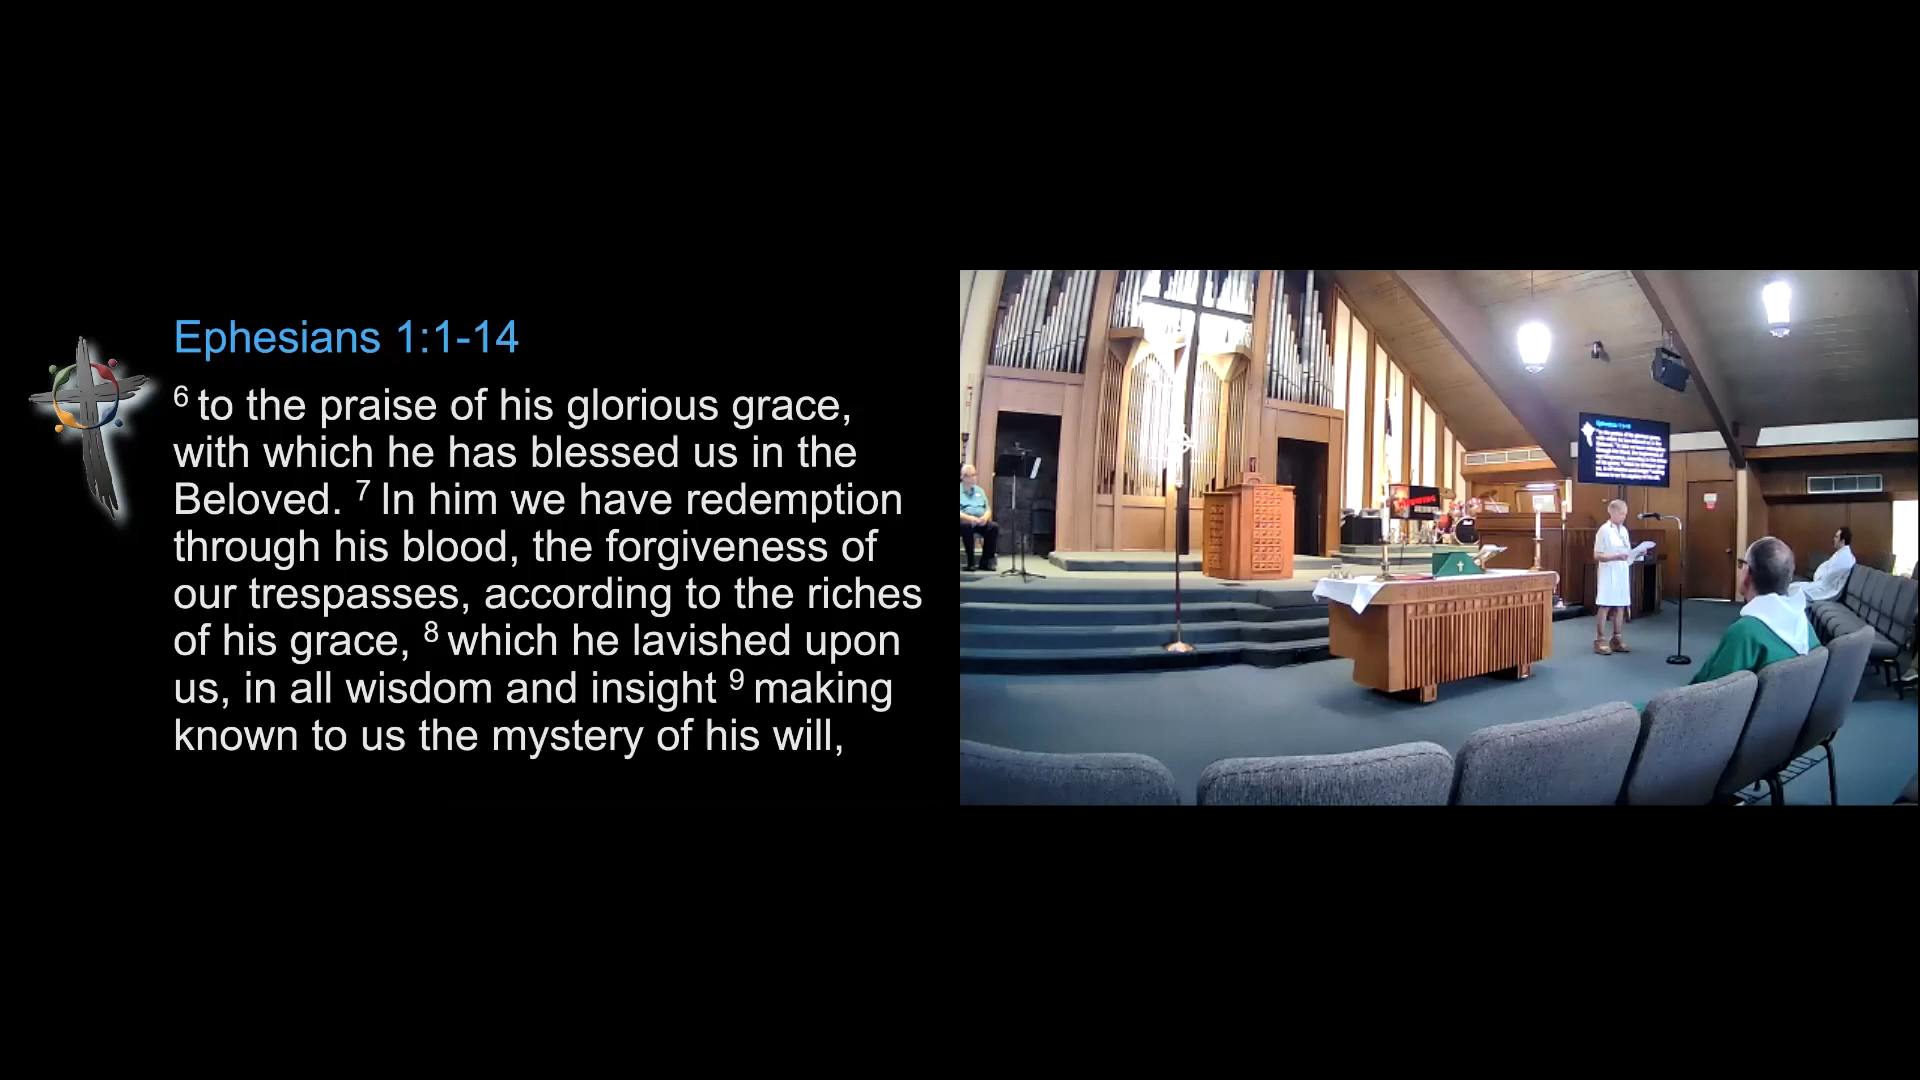 Ephesians 1:1-14
6 to the praise of his glorious grace,
with which he has blessed us in the
Beloved. 7 In him we have redemption
through his blood, the forgiveness of
our trespasses, according to the riches
of his grace, 8 which he lavished upon
us, in all wisdom and insight 9 making
known to us the mystery of his will,